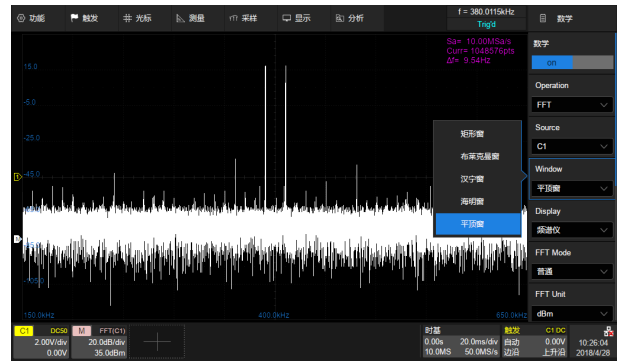 功能
触发
光标
测量
采样
显示
分析
f = 380.0115kHz
Trig'd
数学
Sa= 10.00MSa/s
Curr= 1048576pts
Δf= 9.54Hz
数学
on
Operation
FFT
Source
C1
Window
平顶窗
Display
频谱仪
FFT Mode
普通
FFT Unit
dBm
矩形窗
布莱克曼窗
汉宁窗
海明窗
平顶窗
15.0
-5.0
-25.0
-45.0
-105.0
150.0kHz
400.0kHz
650.0kHz
C1 DC50
2.00V/div
0.00V
M FFT(C1)
20.0dB/div
35.0dBm
时基
0.00s 20.0ms/div
10.0MS 50.0MS/s
触发 C1 DC
自动 0.00V
边沿 上升沿
10:26:04
2018/4/28